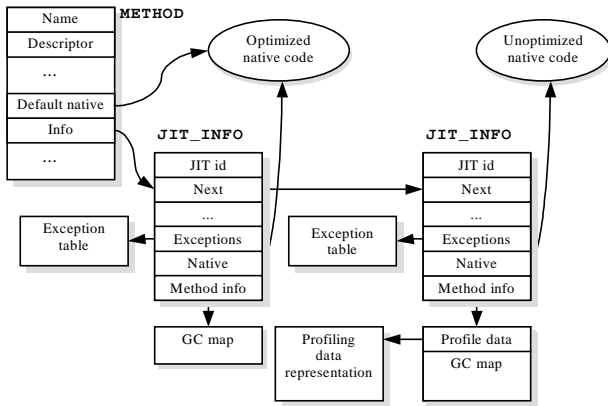 METHOD
Name
Descriptor
...
Default native
Info
...
Optimized
native code
Unoptimized
native code
JIT_INFO
JIT id
Next
...
Exceptions
Native
Method info
Exception
table
GC map
JIT_INFO
JIT id
Next
...
Exceptions
Native
Method info
Exception
table
Profiling
data
representation
Profile data
GC map